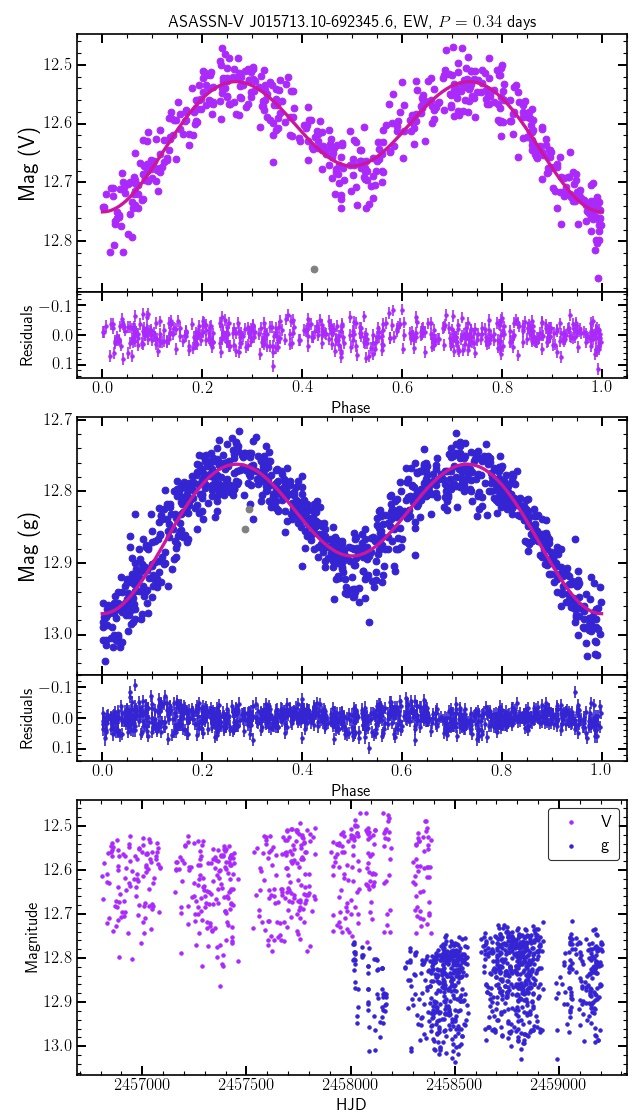 ASASSN-V J015713.10-692345.6, EW, P = 0.34 days
12.5
12.6
12.7
12.8
Mag (V)
−0.1
0.0
0.1
Residuals
0.0 0.2 0.4 0.6 0.8 1.0
Phase
12.7
12.8
12.9
13.0
Mag (g)
−0.1
0.0
0.1
Residuals
0.0 0.2 0.4 0.6 0.8 1.0
Phase
V
g
12.5
12.6
12.7
12.8
12.9
13.0
Magnitude
2457000 2457500 2458000 2458500 2459000
HJD